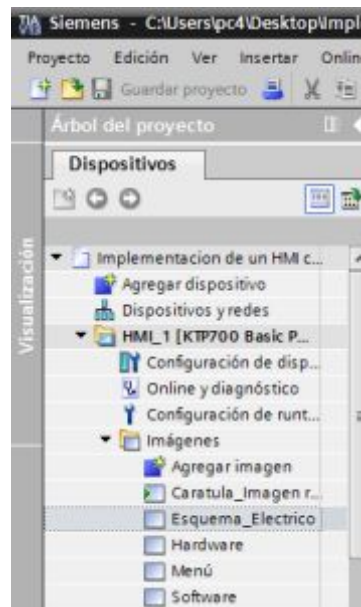 Siemens - C:\Users\pc4\Desktop\Impl
Proyecto Edición Ver Insertar Onlin
Guardar proyecto
Árbol del proyecto
Dispositivos
Visualización
Implementacion de un HMI c...
Agregar dispositivo
Dispositivos y redes
HMI_1 [KTP700 Basic P...
Configuración de disp...
Online y diagnóstico
Configuración de runt...
Imágenes
Agregar imagen
Caratula_Imagen r...
Esquema_Electrico
Hardware
Menú
Software